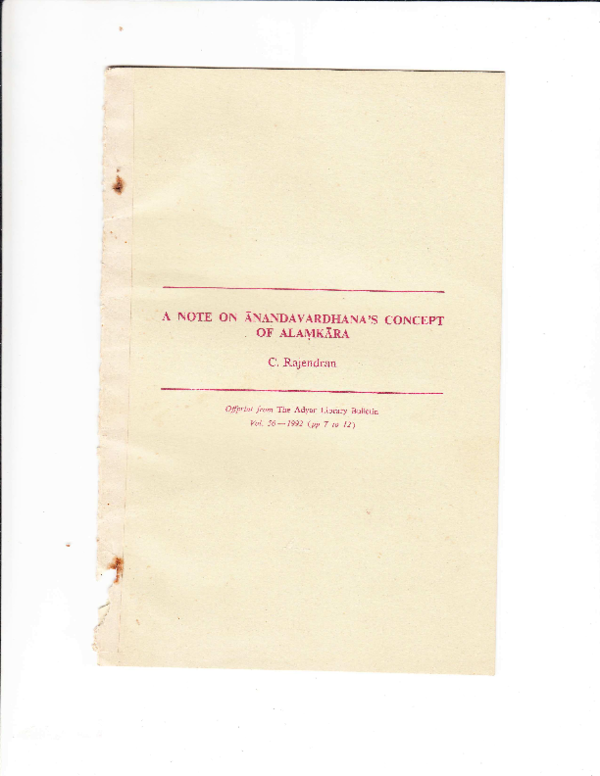 A NOTE ON ĀNANDAVARDHANA'S CONCEPT
OF ALAṂKĀRA
C. Rajendran
Offprint from The Adyar Library Bulletin
Vol. 56—1992 (pp 7 to 12)